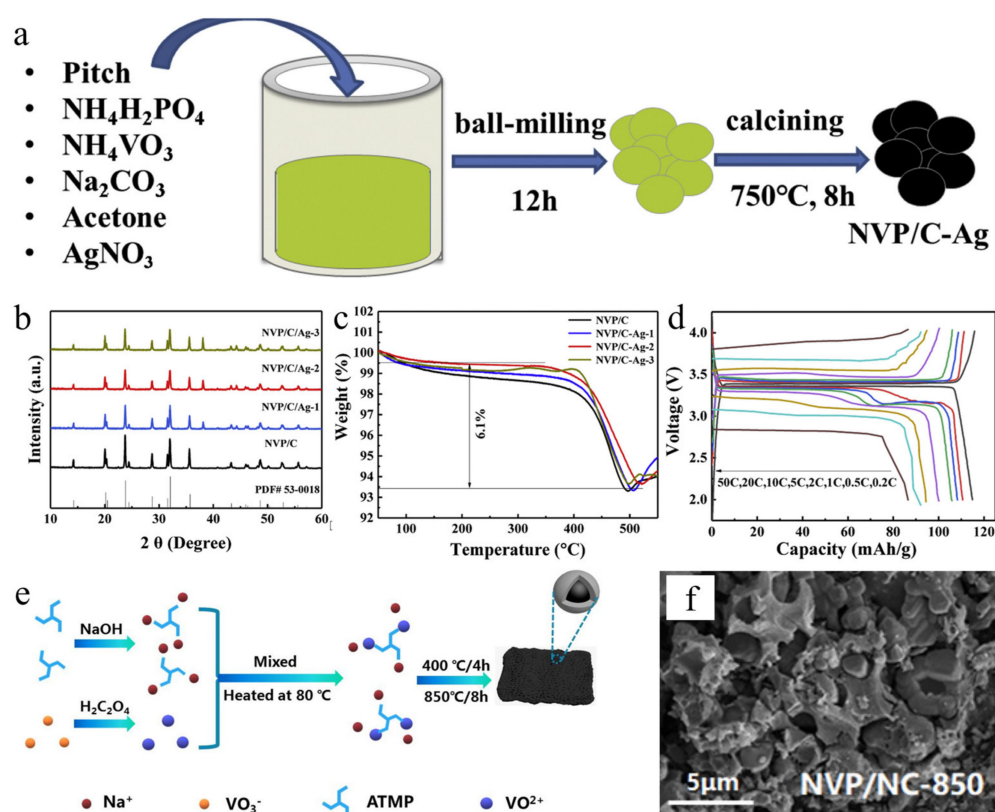 a
• Pitch
• NH₄H₂PO₄
• NH₄VO₃
• Na₂CO₃
• Acetone
• AgNO₃
ball-milling
12h
calcining
750°C, 8h
NVP/C-Ag
b
NVP/C/Ag-3
NVP/C/Ag-2
NVP/C/Ag-1
NVP/C
PDF# 53-0018
Intensity (a.u.)
10 20 30 40 50 60
2 θ (Degree)
c
NVP/C
NVP/C-Ag-1
NVP/C-Ag-2
NVP/C-Ag-3
6.1%
Weight (%)
102
101
100
99
98
97
96
95
94
93
92
100 200 300 400 500
Temperature (°C)
d
Voltage (V)
4.0
3.5
3.0
2.5
2.0
50C,20C,10C,5C,2C,1C,0.5C,0.2C
0 20 40 60 80 100 120
Capacity (mAh/g)
e
NaOH
H₂C₂O₄
Mixed
Heated at 80 ℃
400 ℃/4h
850℃/8h
Na⁺
VO₃⁻
ATMP
VO²⁺
f
5μm
NVP/NC-850